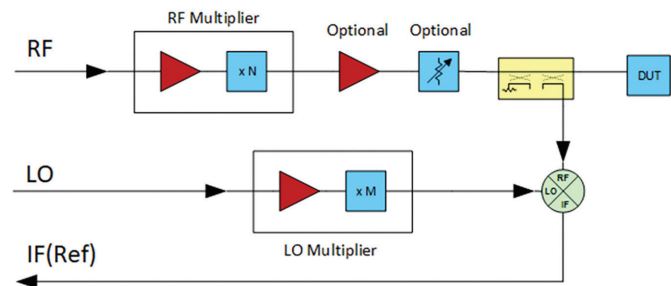 RF Multiplier
Optional
Optional
RF
x N
DUT
LO
x M
RF
LO
IF
LO Multiplier
IF(Ref)